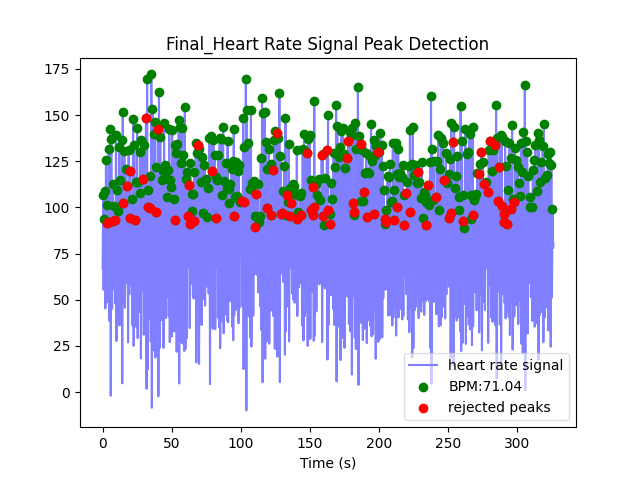 Final_Heart Rate Signal Peak Detection
175
150
125
100
75
50
25
0
heart rate signal
BPM:71.04
rejected peaks
0 50 100 150 200 250 300
Time (s)